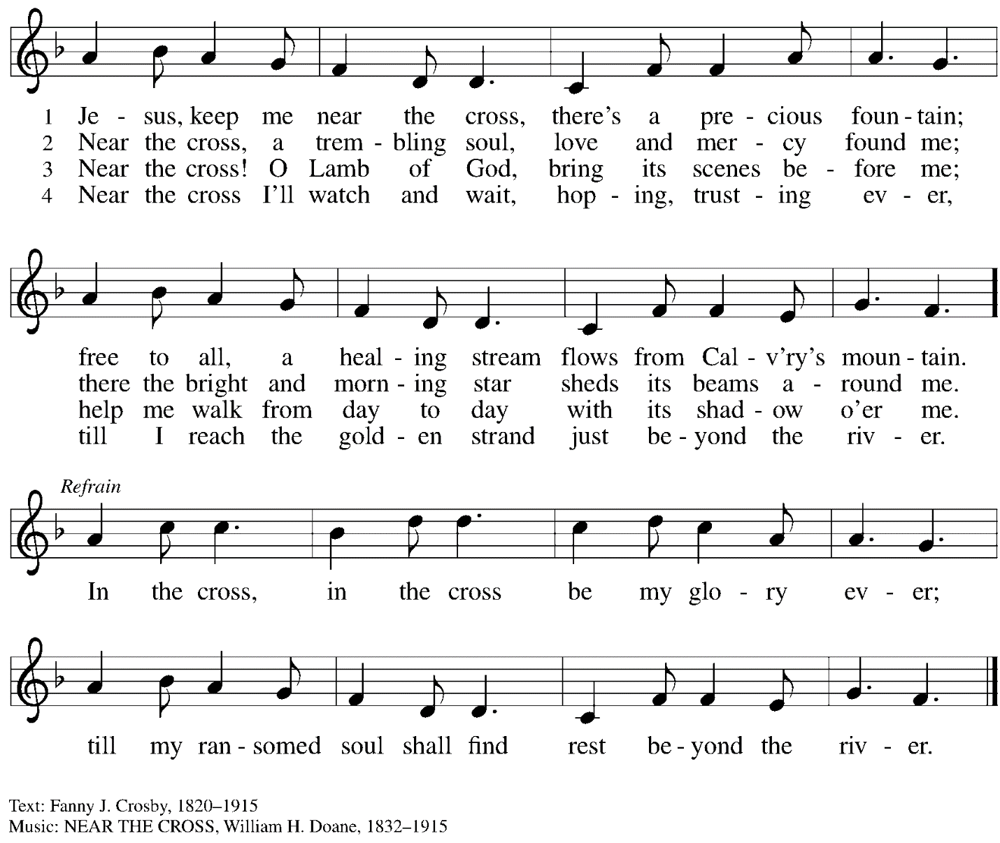 1 Je - sus, keep me near the cross, there's a pre - cious foun - tain;
2 Near the cross, a trem - bling soul, love and mer - cy found me;
3 Near the cross! O Lamb of God, bring its scenes be - fore me;
4 Near the cross I'll watch and wait, hop - ing, trust - ing ev - er,
free to all, a heal - ing stream flows from Cal - v'ry's moun - tain.
there the bright and morn - ing star sheds its beams a - round me.
help me walk from day to day with its shad - ow o'er me.
till I reach the gold - en strand just be - yond the riv - er.
Refrain
In the cross, in the cross be my glo - ry ev - er;
till my ran - somed soul shall find rest be - yond the riv - er.
Text: Fanny J. Crosby, 1820–1915
Music: NEAR THE CROSS, William H. Doane, 1832–1915